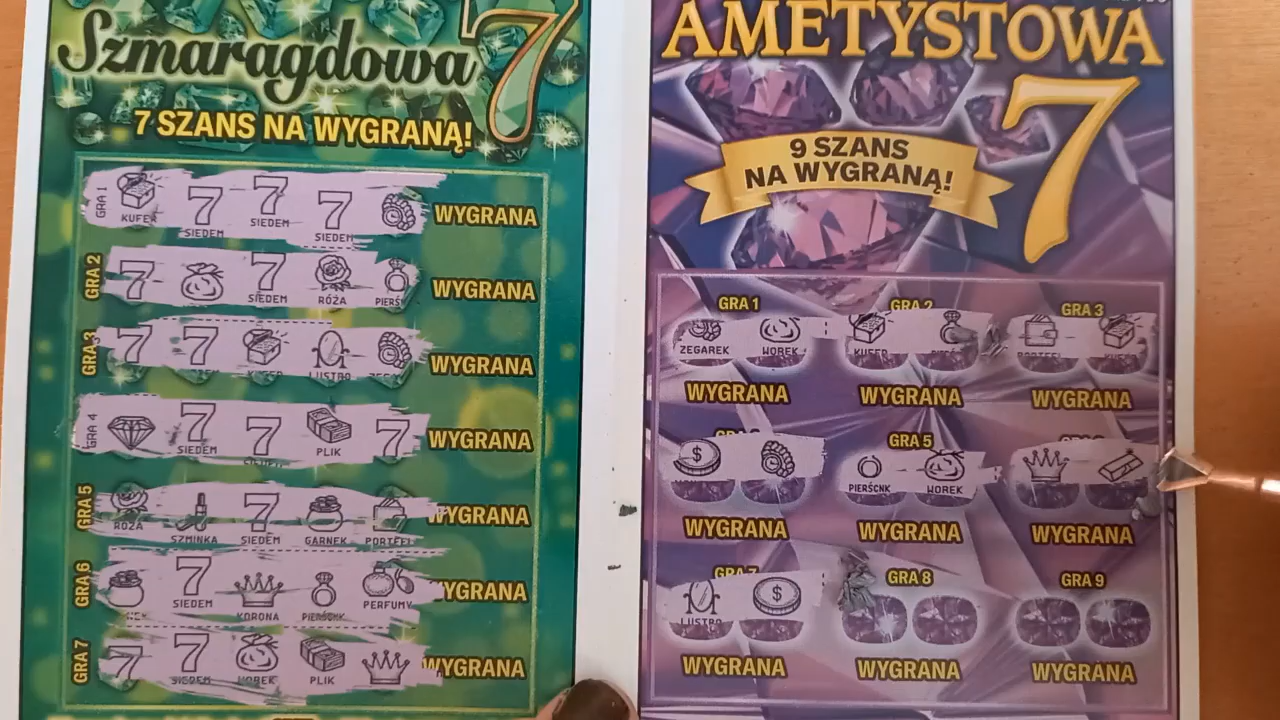 Szmaragdowa 7
7 SZANS NA WYGRANĄ!
GRA 1 KUFER 7 SIEDEM 7 SIEDEM 7 SIEDEM WYGRANA
GRA 2 7 7 SIEDEM RÓŻA WYGRANA
GRA 3 7 7 LUSTRO WYGRANA
GRA 4 7 SIEDEM 7 SIEDEM PLIK 7 WYGRANA
GRA 5 RÓŻA SZMINKA 7 SIEDEM GARNEK PORTFEL WYGRANA
GRA 6 7 SIEDEM KORONA PIERŚCNK PERFUMY WYGRANA
GRA 7 7 7 SIEDEM WOREK PLIK WYGRANA
AMETYSTOWA
7
9 SZANS
NA WYGRANĄ!
GRA 1 GRA 2 GRA 3
ZEGAREK WOREK KUFER
WYGRANA WYGRANA WYGRANA
GRA 5
$ PIERŚCNK WOREK
WYGRANA WYGRANA WYGRANA
GRA 7 GRA 8 GRA 9
LUSTRO $
WYGRANA WYGRANA WYGRANA